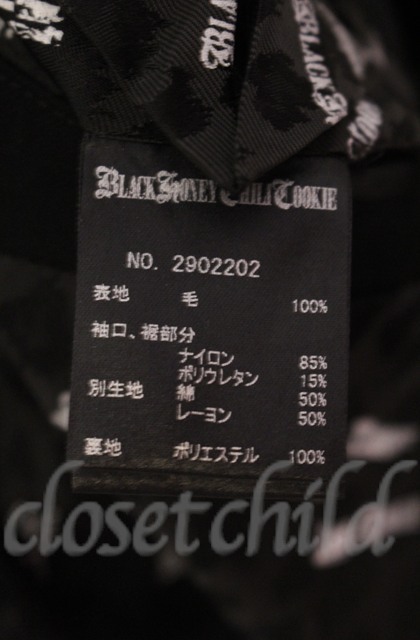 BLACK HONEY CHILI COOKIE
NO. 2902202
表地 毛 100%
袖口、裾部分
ナイロン 85%
ポリウレタン 15%
別生地 綿 50%
レーヨン 50%
裏地 ポリエステル 100%
closet child